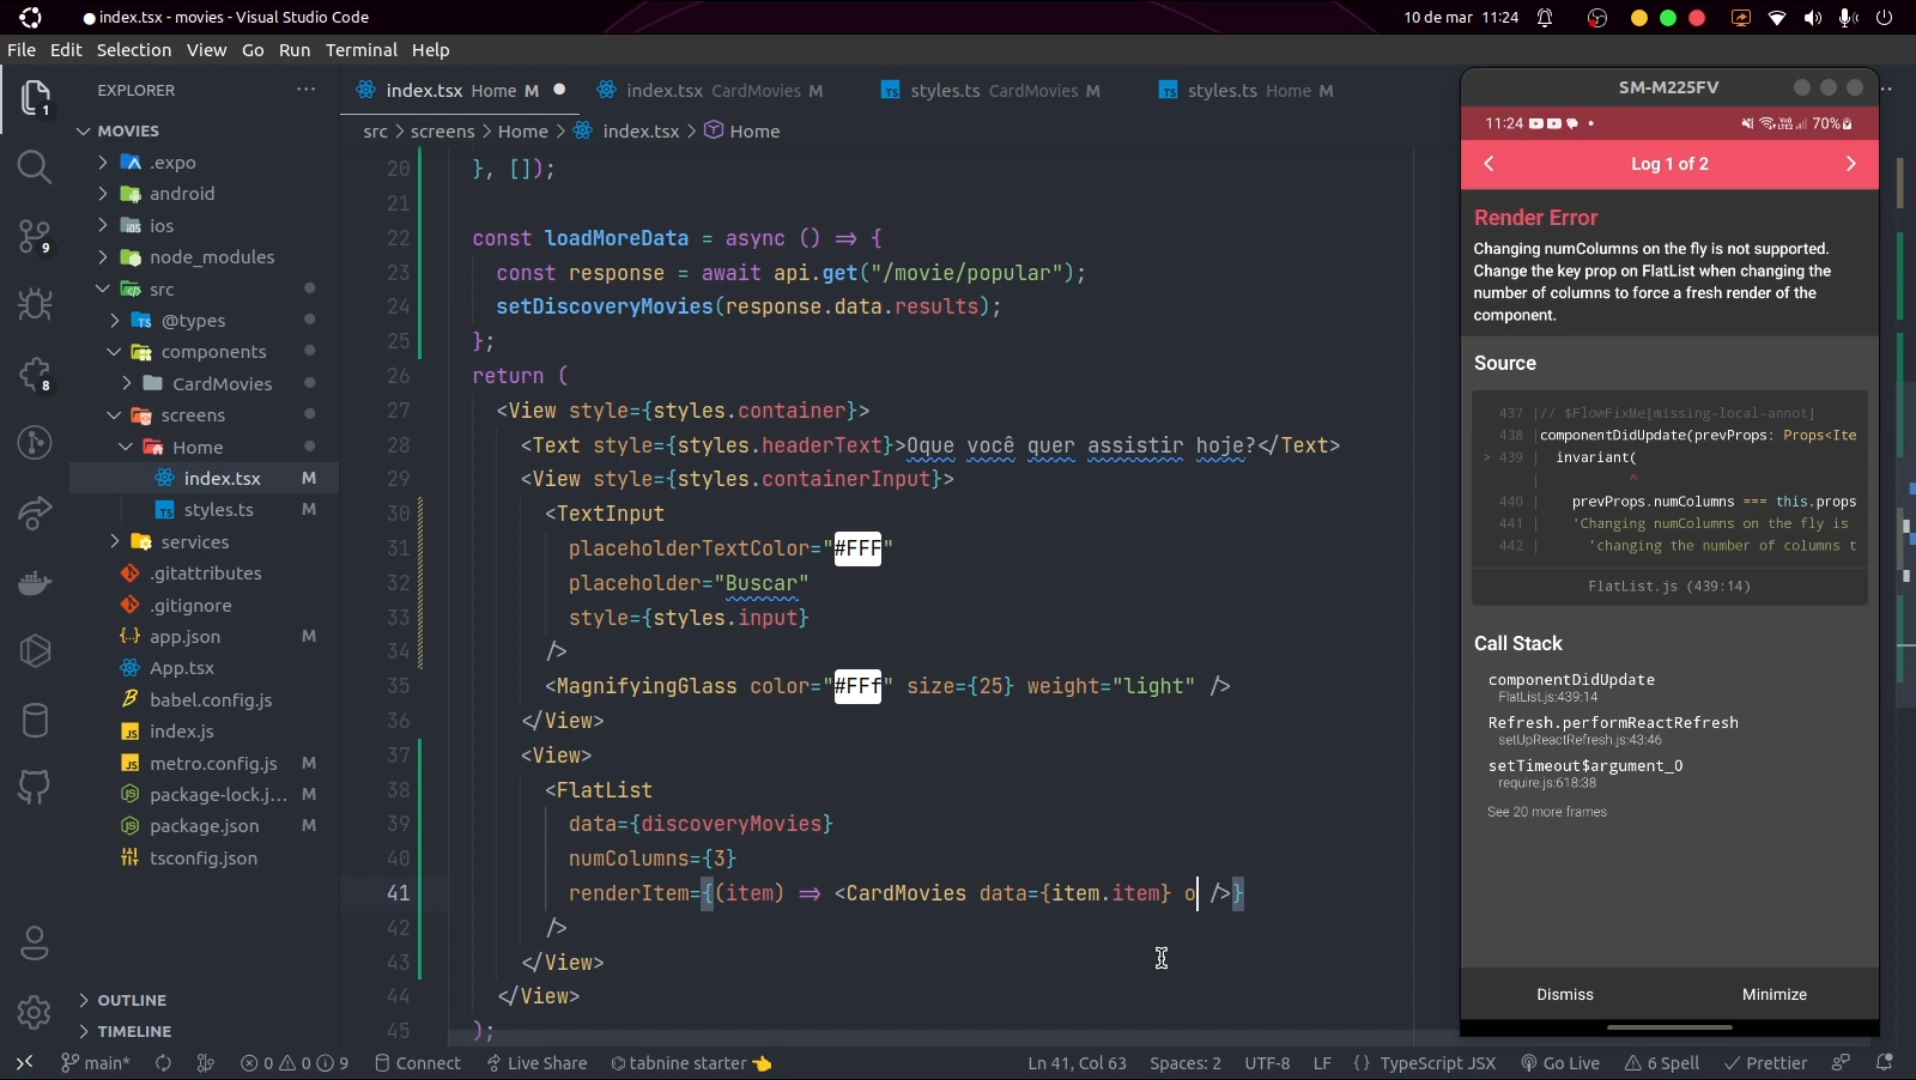 index.tsx - movies - Visual Studio Code
10 de mar 11:24
File Edit Selection View Go Run Terminal Help
EXPLORER
MOVIES
.expo
android
ios
node_modules
src
@types
components
CardMovies
screens
Home
index.tsx M
styles.ts M
services
.gitattributes
.gitignore
app.json M
App.tsx
babel.config.js
index.js
metro.config.js M
package-lock.j... M
package.json M
tsconfig.json
OUTLINE
TIMELINE
1
9
8
index.tsx Home M
index.tsx CardMovies M
styles.ts CardMovies M
styles.ts Home M
src > screens > Home > index.tsx > Home
20 }, []);
21
22 const loadMoreData = async () => {
23 const response = await api.get("/movie/popular");
24 setDiscoveryMovies(response.data.results);
25 };
26 return (
27 <View style={styles.container}>
28 <Text style={styles.headerText}>Oque você quer assistir hoje?</Text>
29 <View style={styles.containerInput}>
30 <TextInput
31 placeholderTextColor="#FFF"
32 placeholder="Buscar"
33 style={styles.input}
34 />
35 <MagnifyingGlass color="#FFf" size={25} weight="light" />
36 </View>
37 <View>
38 <FlatList
39 data={discoveryMovies}
40 numColumns={3}
41 renderItem={(item) => <CardMovies data={item.item} o />}
42 />
43 </View>
44 </View>
45 );
SM-M225FV
11:24 70%
Log 1 of 2
Render Error
Changing numColumns on the fly is not supported.
Change the key prop on FlatList when changing the
number of columns to force a fresh render of the
component.
Source
437 |// $FlowFixMe[missing-local-annot]
438 |componentDidUpdate(prevProps: Props<Ite
> 439 | invariant(
| ^
440 | prevProps.numColumns === this.props
441 | 'Changing numColumns on the fly is
442 | 'changing the number of columns t
FlatList.js (439:14)
Call Stack
componentDidUpdate
FlatList.js:439:14
Refresh.performReactRefresh
setUpReactRefresh.js:43:46
setTimeout$argument_0
require.js:618:38
See 20 more frames
Dismiss Minimize
main* 0 0 9 Connect Live Share tabnine starter Ln 41, Col 63 Spaces: 2 UTF-8 LF {} TypeScript JSX Go Live 6 Spell Prettier